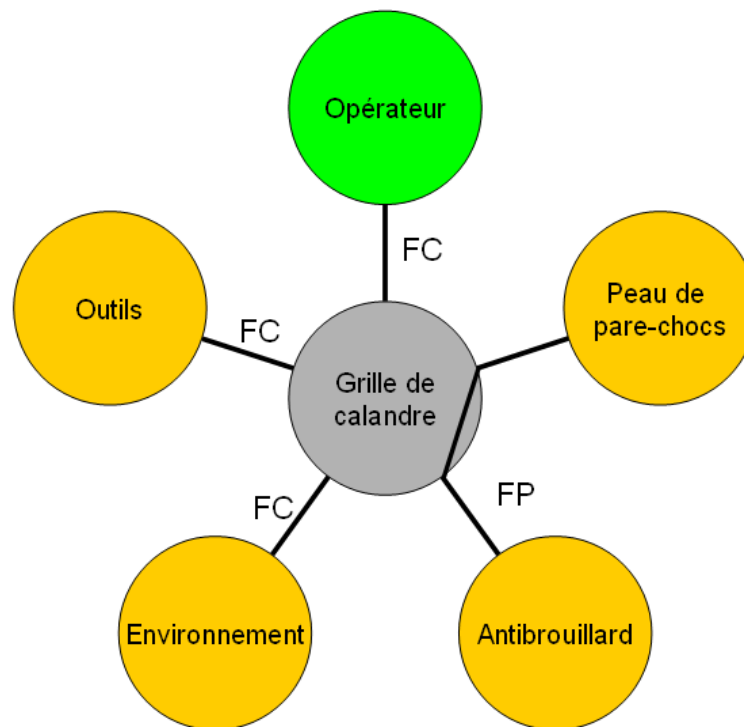 Opérateur
FC
Outils
FC
Peau de
pare-chocs
Grille de
calandre
FC
FP
Environnement
Antibrouillard